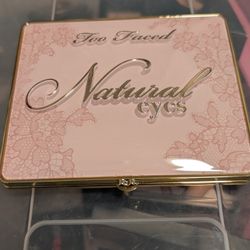 Too Faced
Natural
eyes